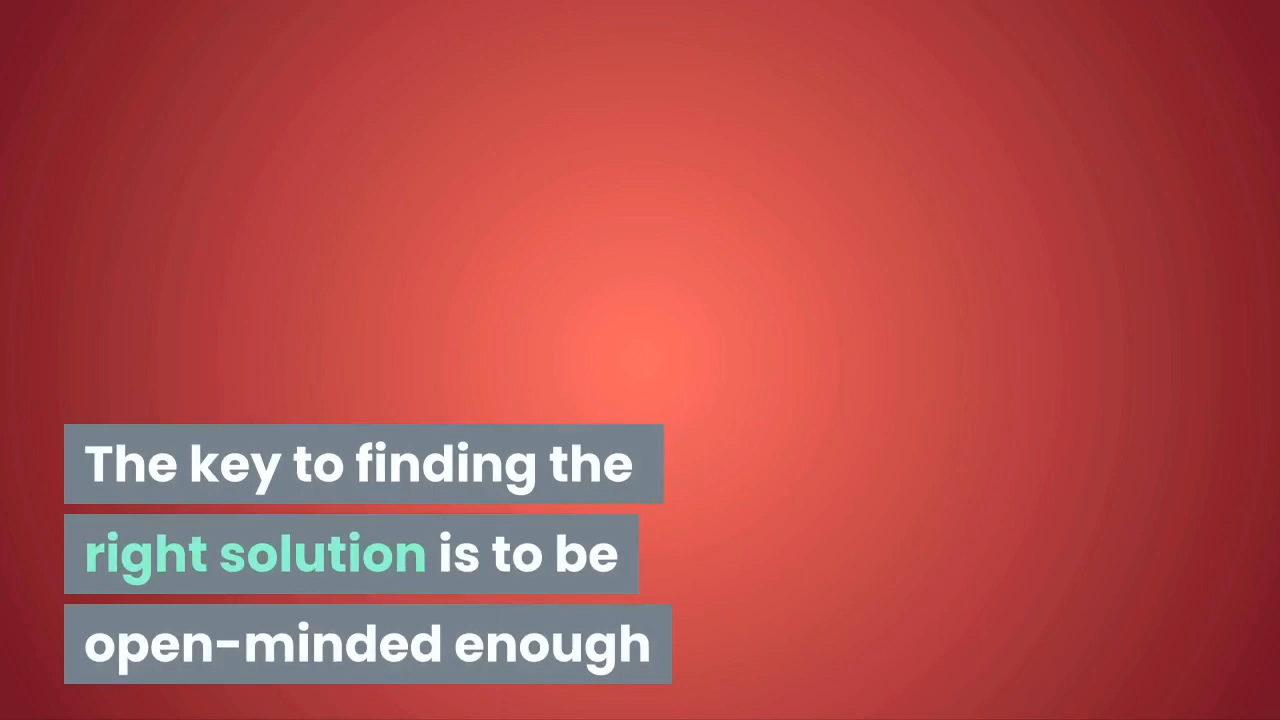 The key to finding the
right solution is to be
open-minded enough